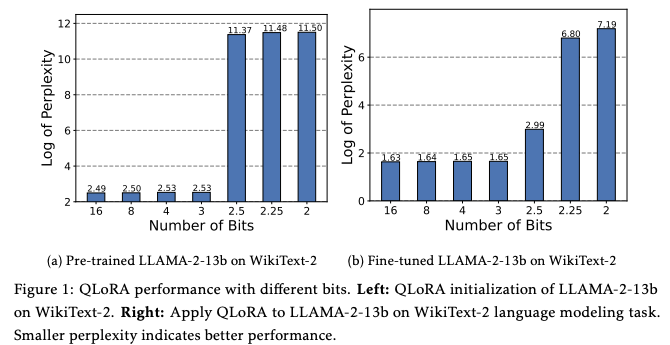 12
10
8
6
4
2
Log of Perplexity
2.49
2.50
2.53
2.53
11.37
11.48
11.50
16 8 4 3 2.5 2.25 2
Number of Bits
6
4
2
0
Log of Perplexity
1.63
1.64
1.65
1.65
2.99
6.80
7.19
16 8 4 3 2.5 2.25 2
Number of Bits
(a) Pre-trained LLAMA-2-13b on WikiText-2
(b) Fine-tuned LLAMA-2-13b on WikiText-2
Figure 1: QLoRA performance with different bits. Left: QLoRA initialization of LLAMA-2-13b
on WikiText-2. Right: Apply QLoRA to LLAMA-2-13b on WikiText-2 language modeling task.
Smaller perplexity indicates better performance.